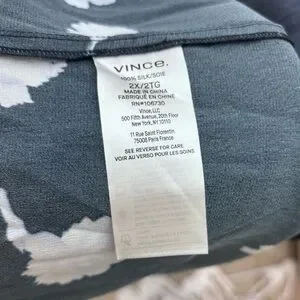 VINCE.
100% SILK/SOIE
2X/2TG
MADE IN CHINA
FABRIQUÉ EN CHINE
RN#106730
Vince, LLC
500 Fifth Avenue, 20th Floor
New York, NY 10110
11 Rue Saint Florentin
75008 Paris France
SEE REVERSE FOR CARE
VOIR AU VERSO POUR LES SOINS